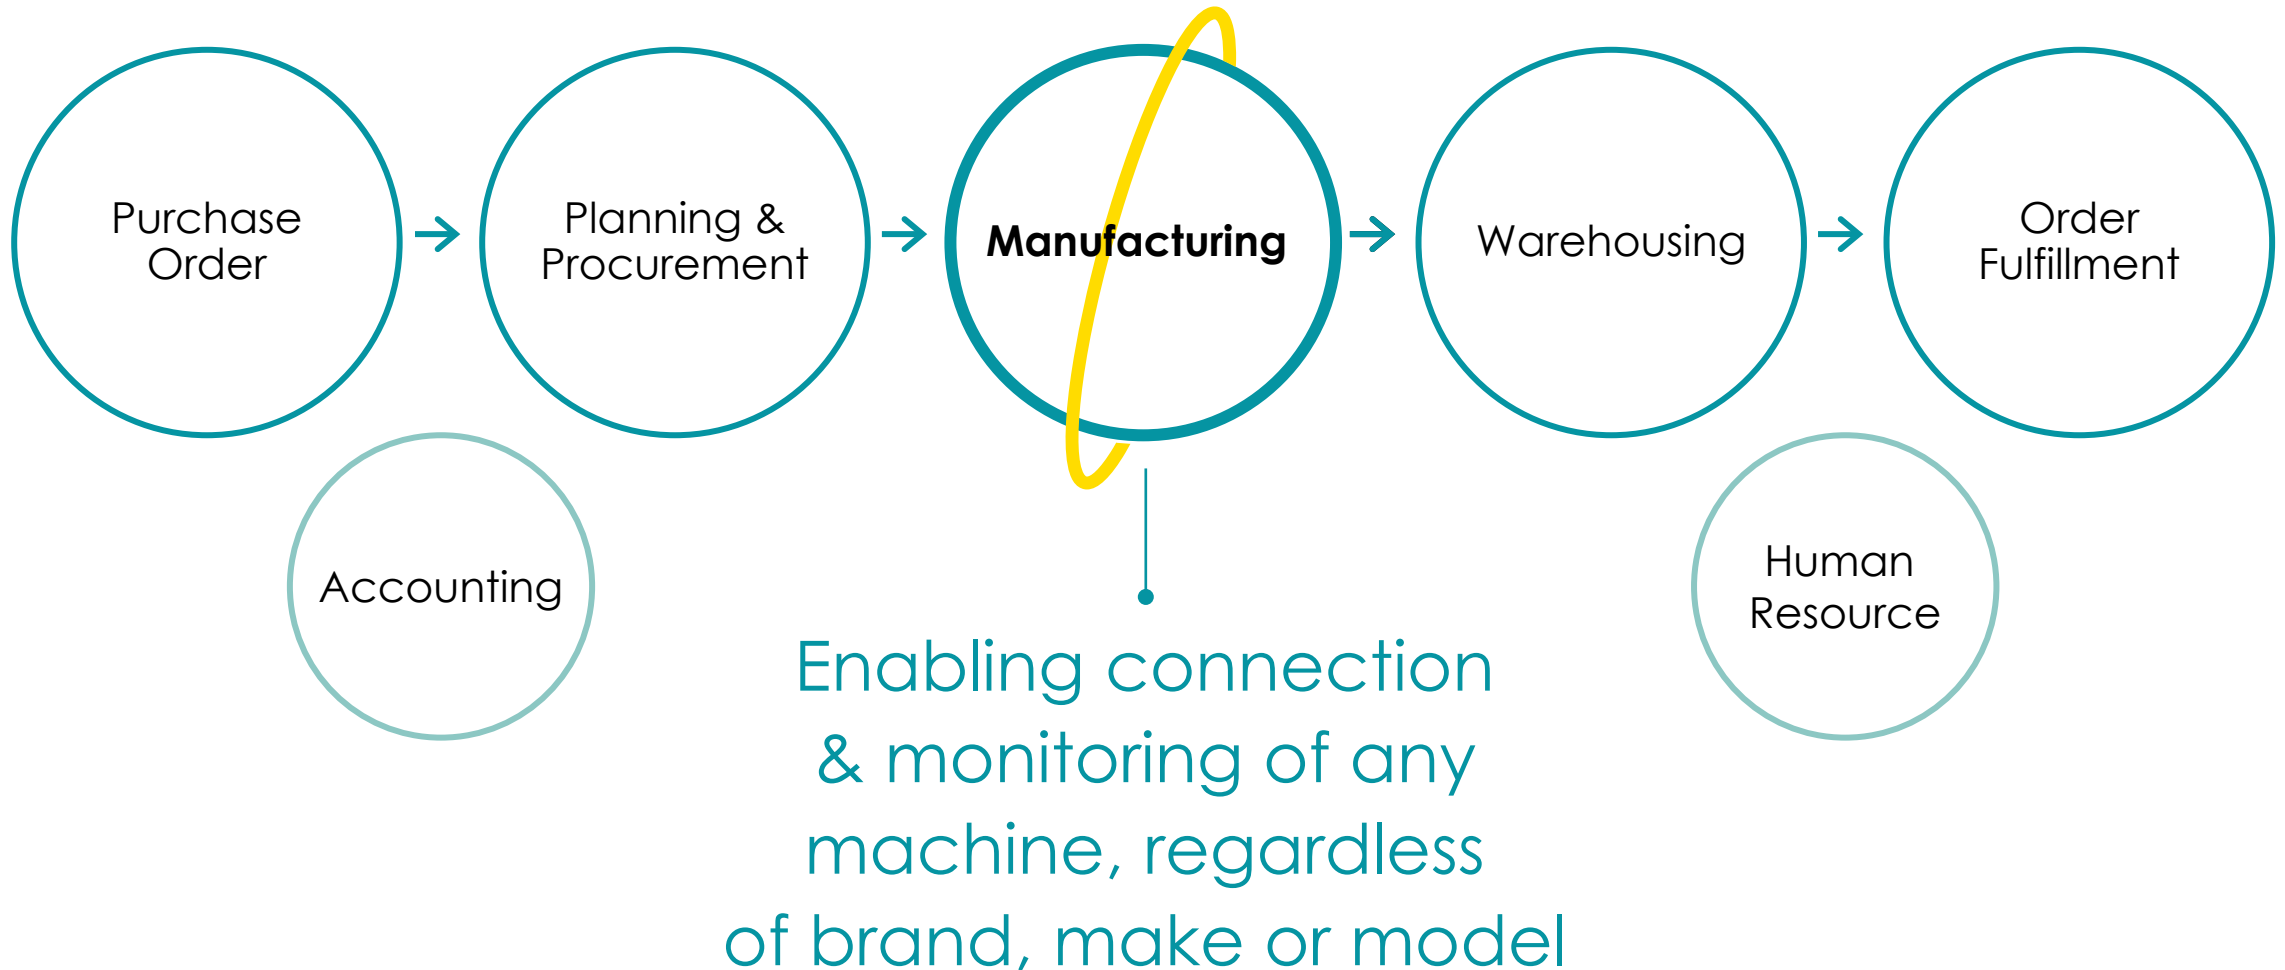 Purchase
Order
Planning &
Procurement
Manufacturing
Warehousing
Order
Fulfillment
Accounting
Human
Resource
Enabling connection
& monitoring of any
machine, regardless
of brand, make or model